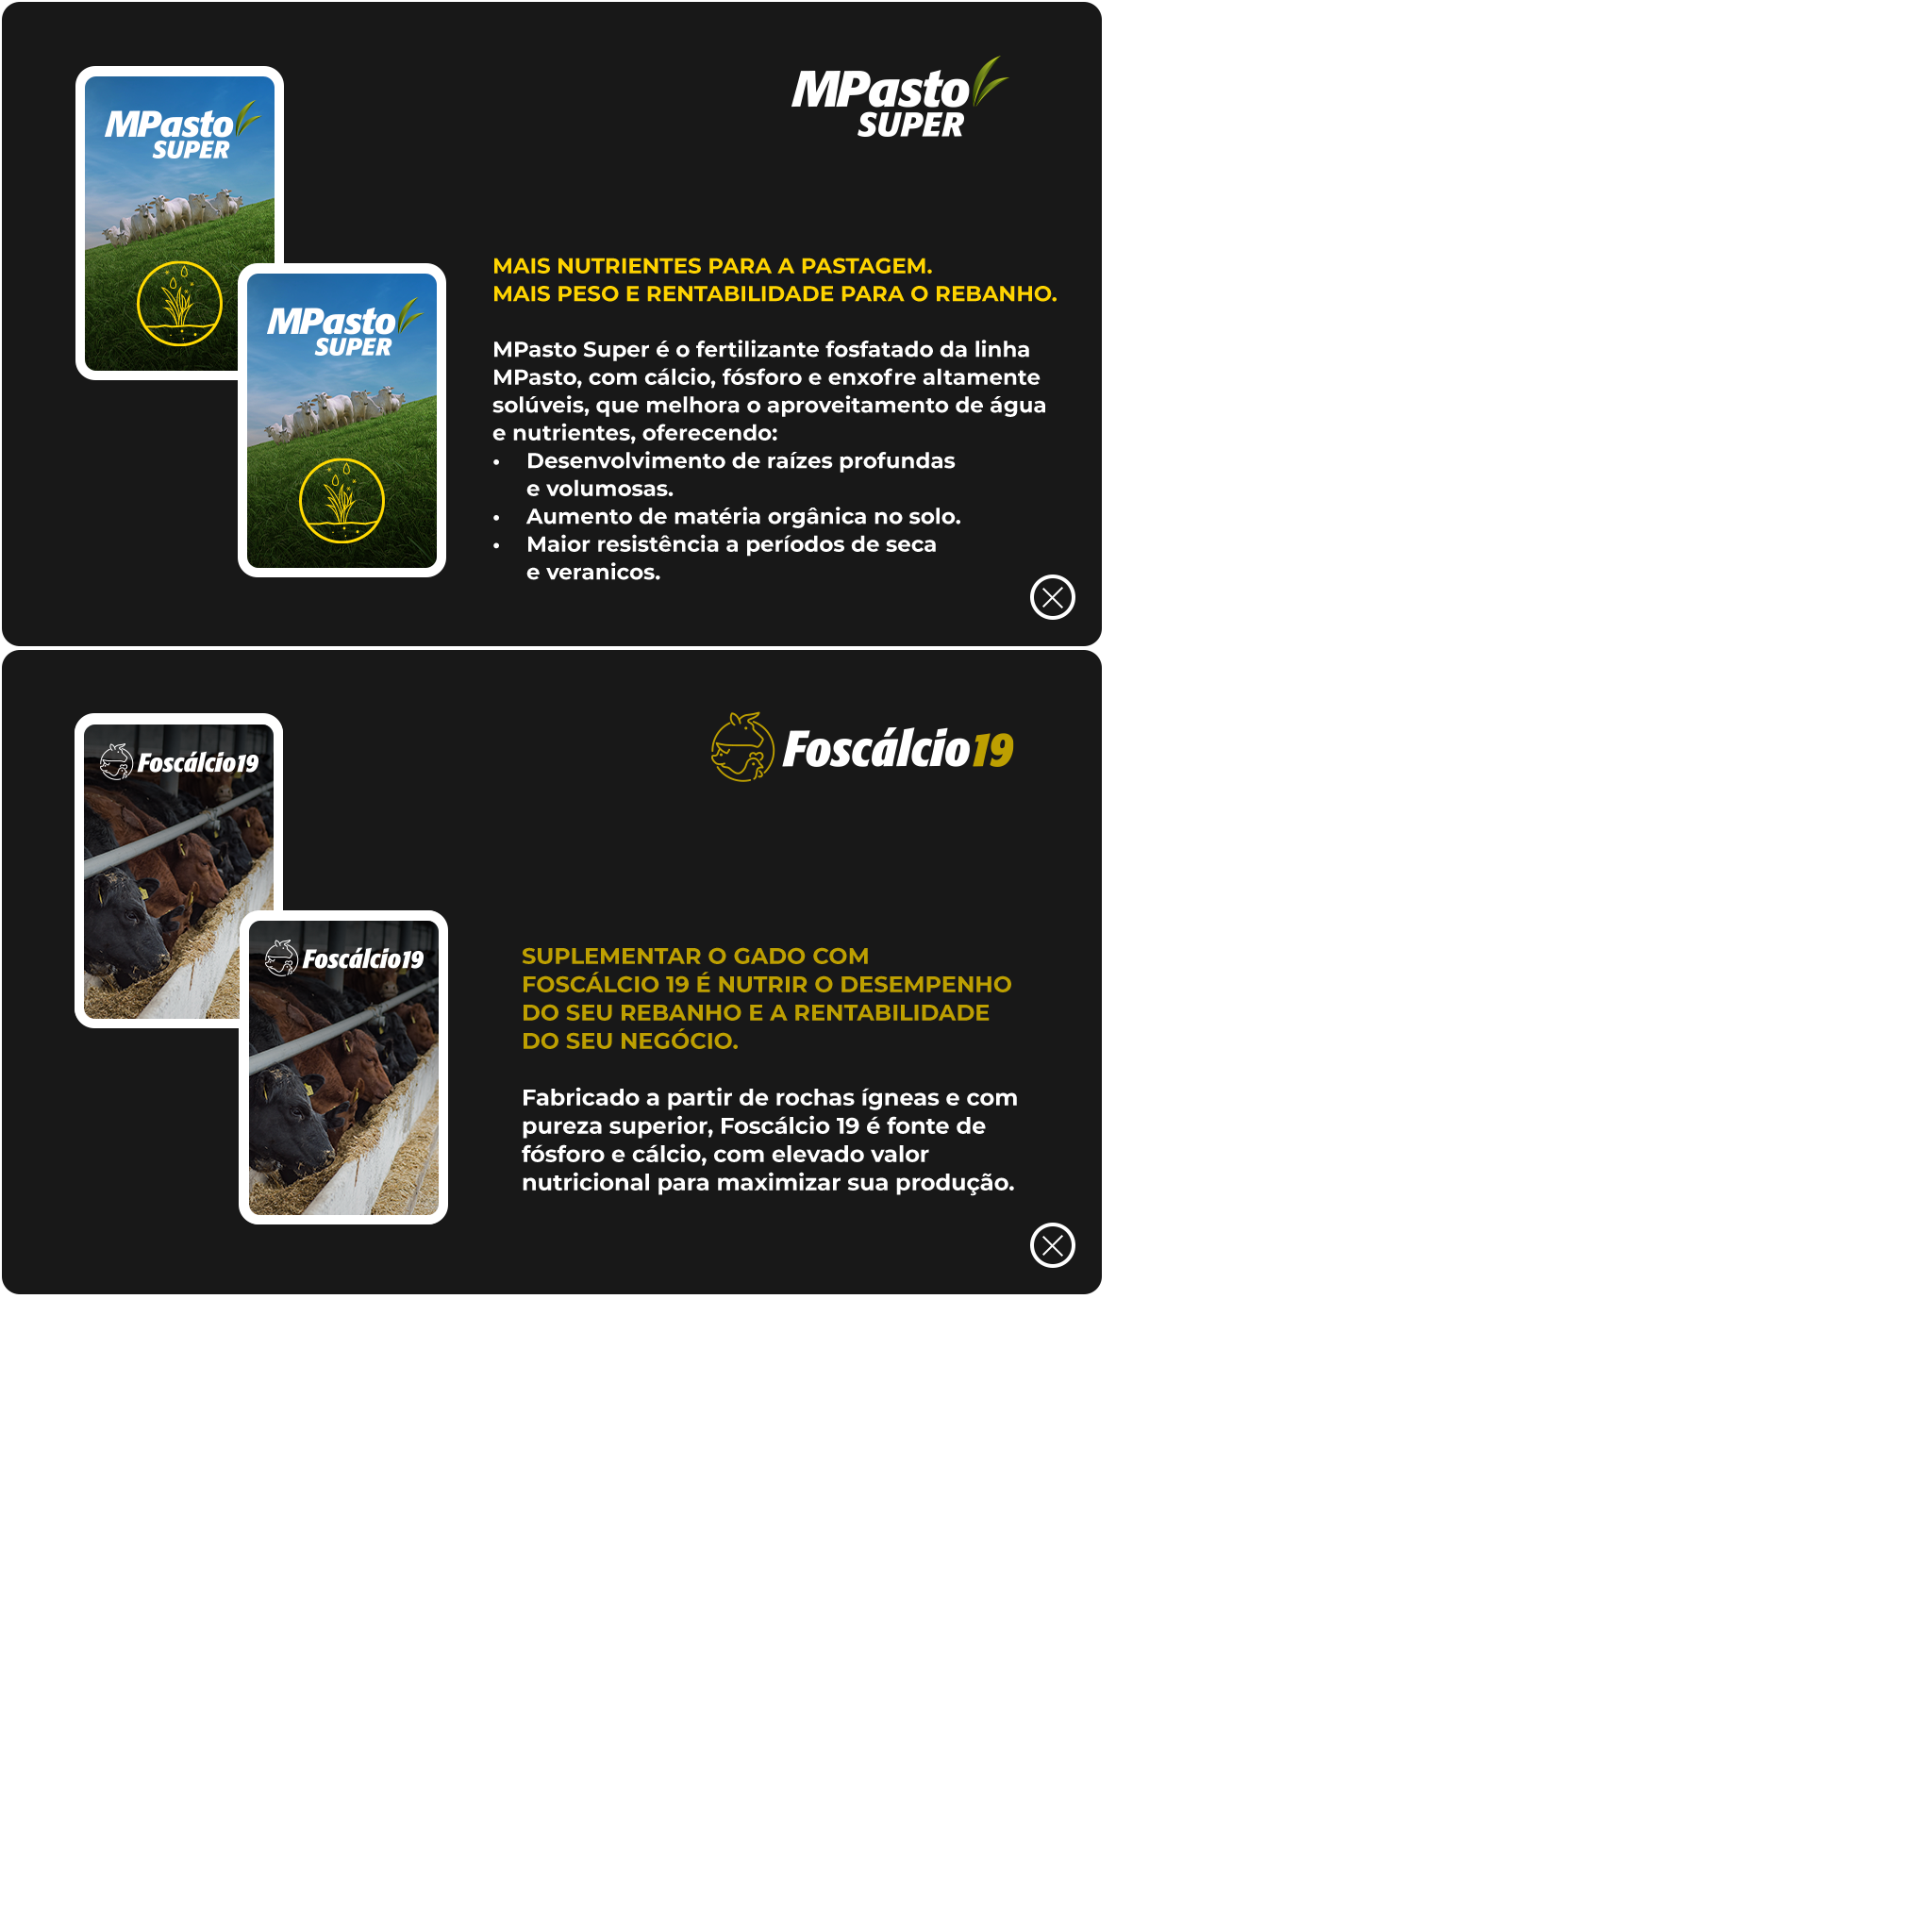 MPasto
SUPER
MPasto
SUPER
MPasto
SUPER
MAIS NUTRIENTES PARA A PASTAGEM.
MAIS PESO E RENTABILIDADE PARA O REBANHO.
MPasto Super é o fertilizante fosfatado da linha
MPasto, com cálcio, fósforo e enxofre altamente
solúveis, que melhora o aproveitamento de água
e nutrientes, oferecendo:
• Desenvolvimento de raízes profundas
e volumosas.
• Aumento de matéria orgânica no solo.
• Maior resistência a períodos de seca
e veranicos.
Foscálcio19
Foscálcio19
Foscálcio19
SUPLEMENTAR O GADO COM
FOSCÁLCIO 19 É NUTRIR O DESEMPENHO
DO SEU REBANHO E A RENTABILIDADE
DO SEU NEGÓCIO.
Fabricado a partir de rochas ígneas e com
pureza superior, Foscálcio 19 é fonte de
fósforo e cálcio, com elevado valor
nutricional para maximizar sua produção.